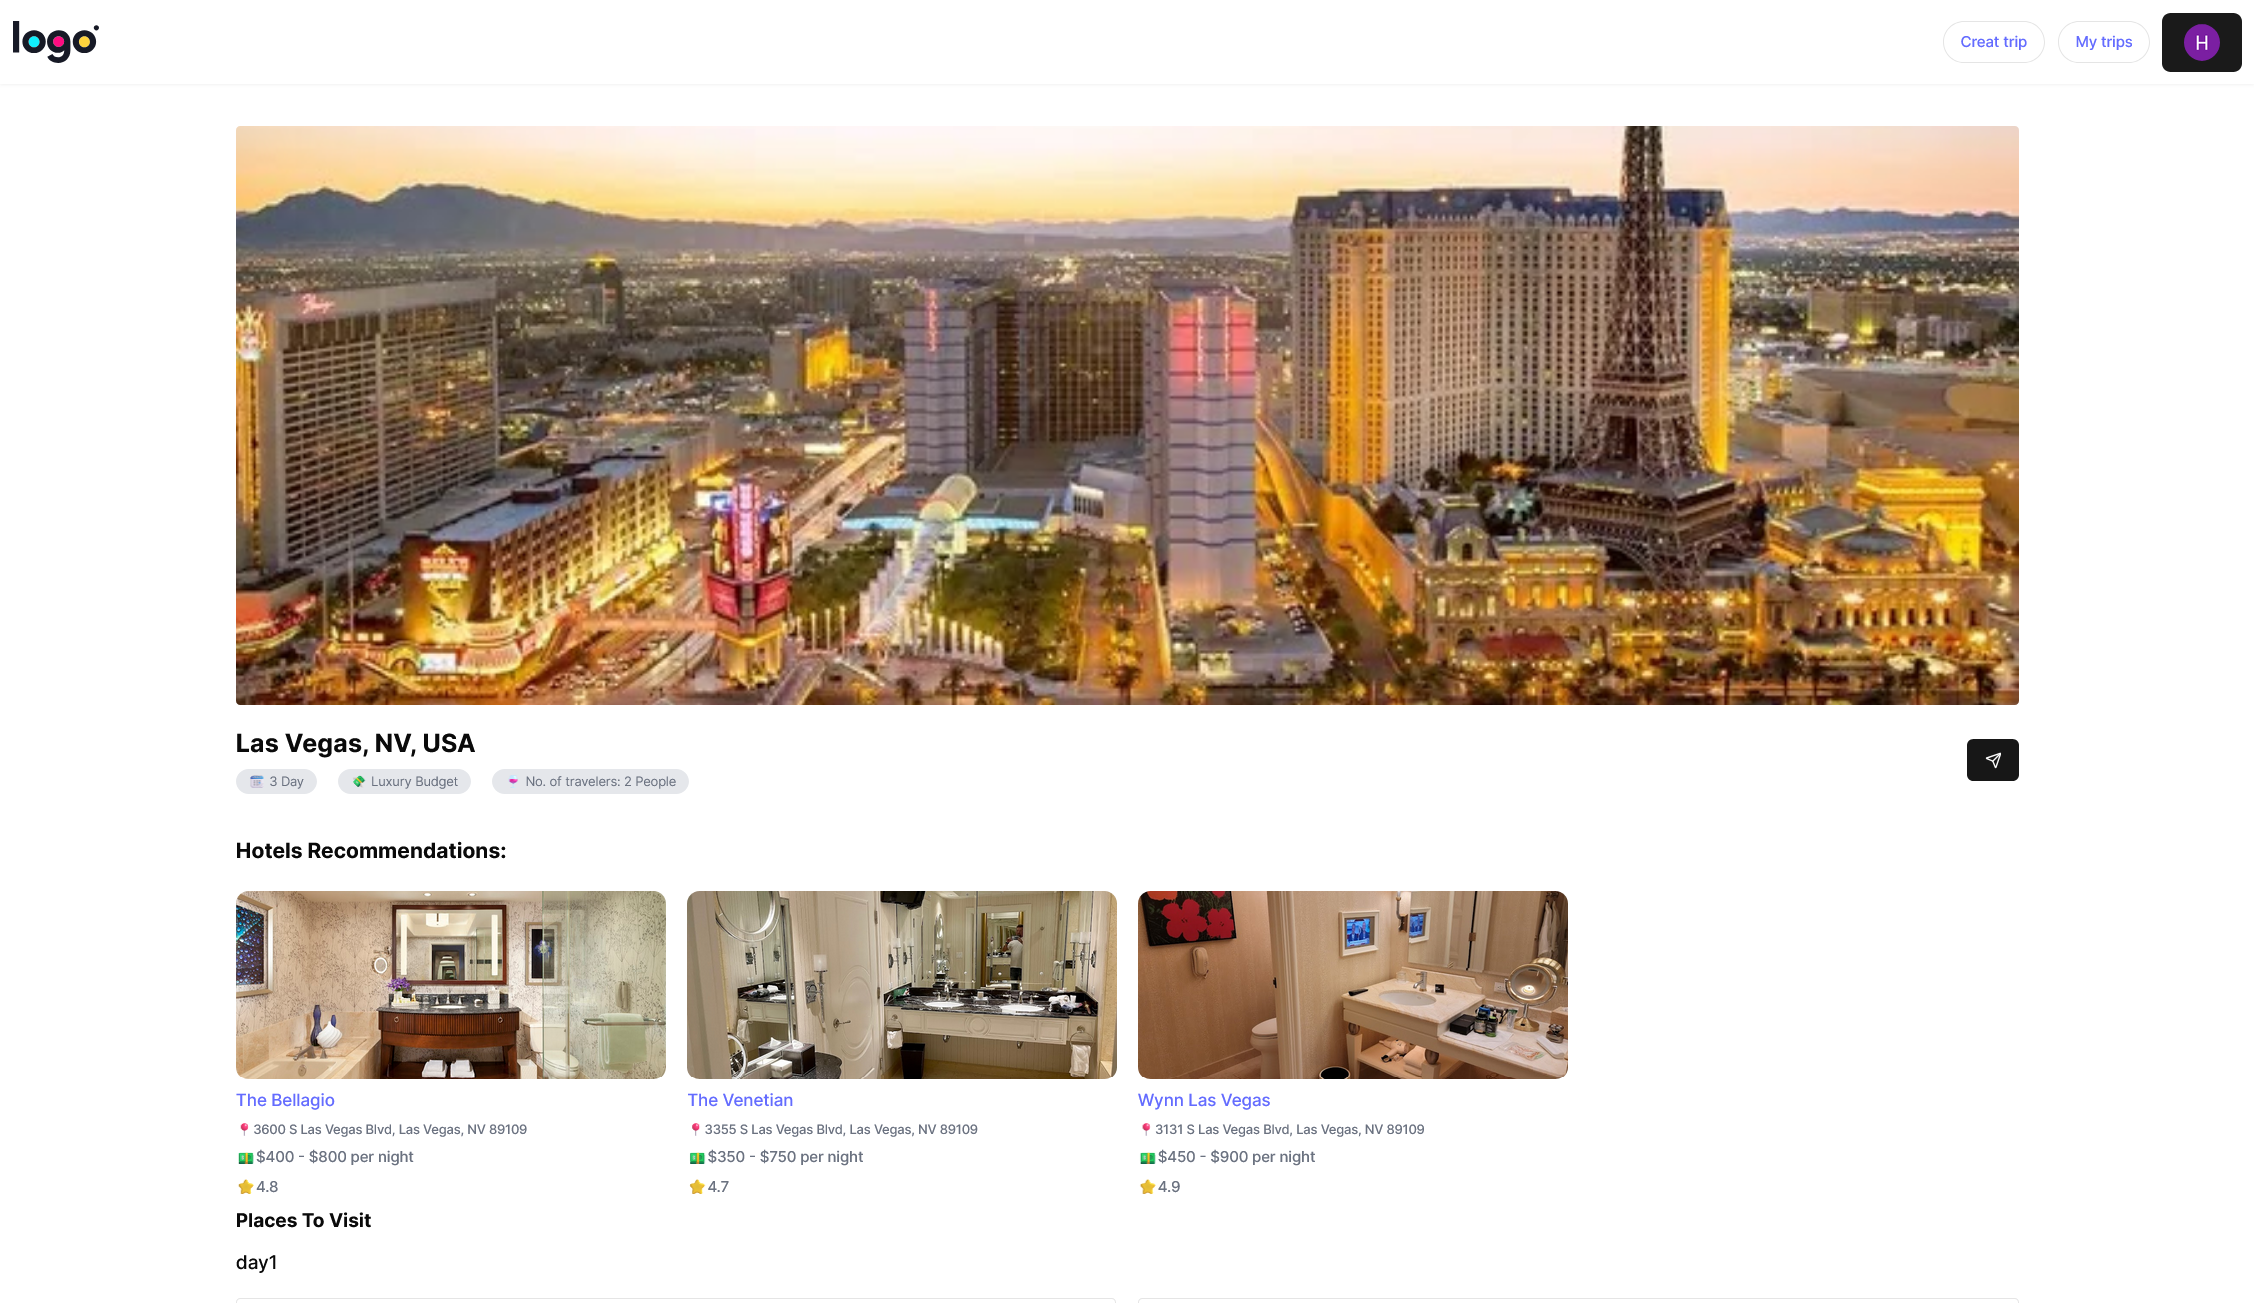 logo
Creat trip
My trips
H
Las Vegas, NV, USA
3 Day
Luxury Budget
No. of travelers: 2 People
Hotels Recommendations:
The Bellagio
3600 S Las Vegas Blvd, Las Vegas, NV 89109
$400 - $800 per night
4.8
The Venetian
3355 S Las Vegas Blvd, Las Vegas, NV 89109
$350 - $750 per night
4.7
Wynn Las Vegas
3131 S Las Vegas Blvd, Las Vegas, NV 89109
$450 - $900 per night
4.9
Places To Visit
day1